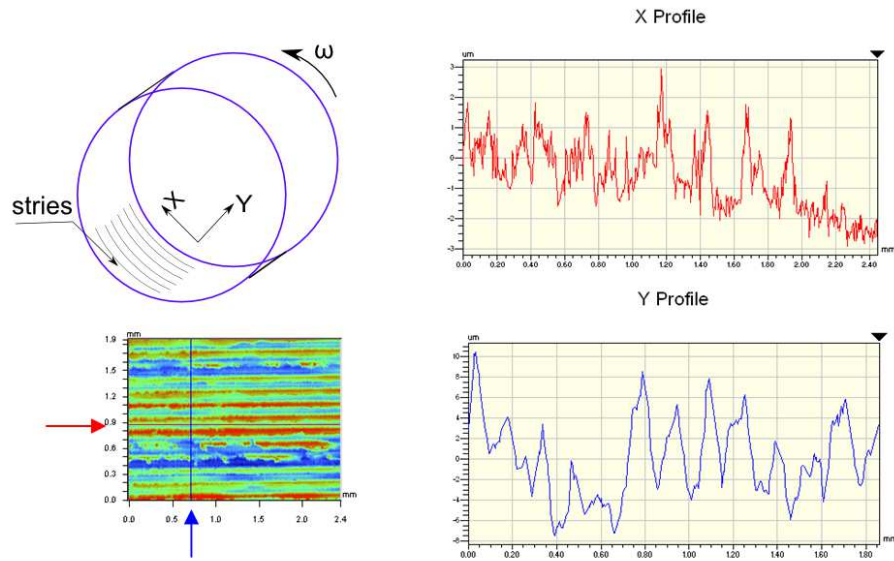 ω
X
Y
stries
X Profile
um
3
2
1
0
-1
-2
-3
0.00 0.20 0.40 0.60 0.80 1.00 1.20 1.40 1.60 1.80 2.00 2.20 2.40
mm
mm
1.9
1.5
1.2
0.9
0.6
0.3
0.0
mm
0.0 0.5 1.0 1.5 2.0 2.4
Y Profile
um
10
8
6
4
2
0
-2
-4
-6
-8
0.00 0.20 0.40 0.60 0.80 1.00 1.20 1.40 1.60 1.80
mm